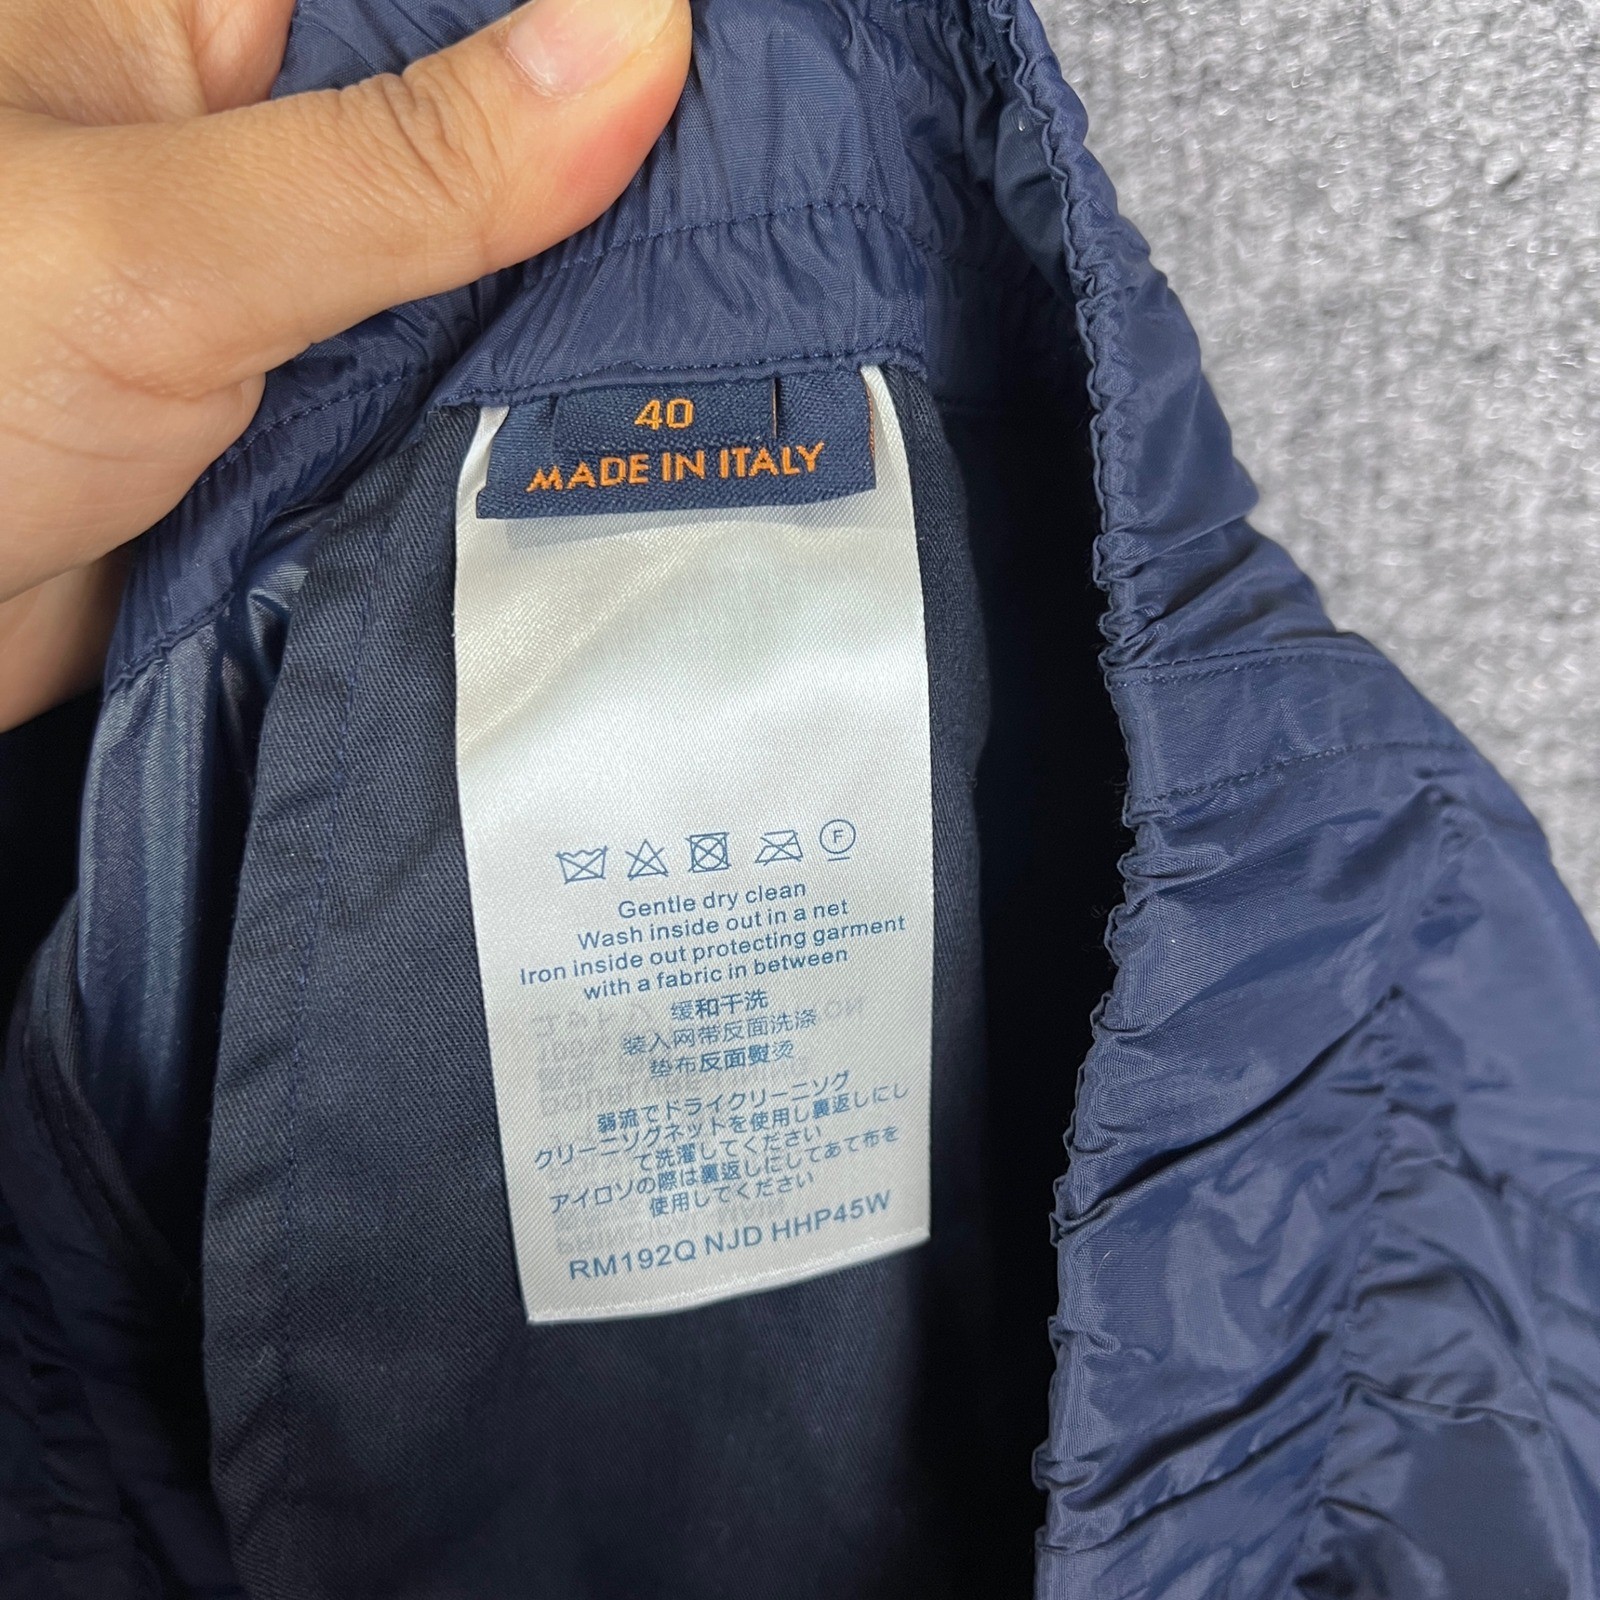 40
MADE IN ITALY
F
Gentle dry clean
Wash inside out in a net
Iron inside out protecting garment
with a fabric in between
缓和干洗
装入网带反面洗涤
垫布反面熨烫
弱流でドライクリーニソグ
クリーニソグネットを使用し裏返しにし
て洗濯してください
アイロソの際は裏返しにしてあて布を
使用してください
RM192Q NJD HHP45W